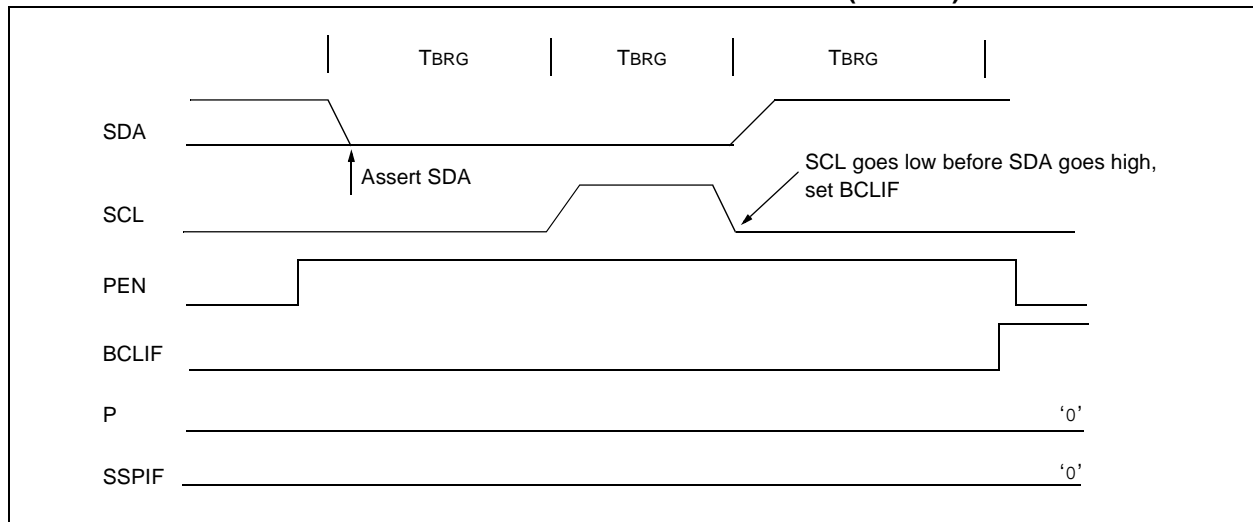 TBRG TBRG TBRG
SDA
Assert SDA
SCL goes low before SDA goes high,
set BCLIF
SCL
PEN
BCLIF
P
‘0’
SSPIF
‘0’